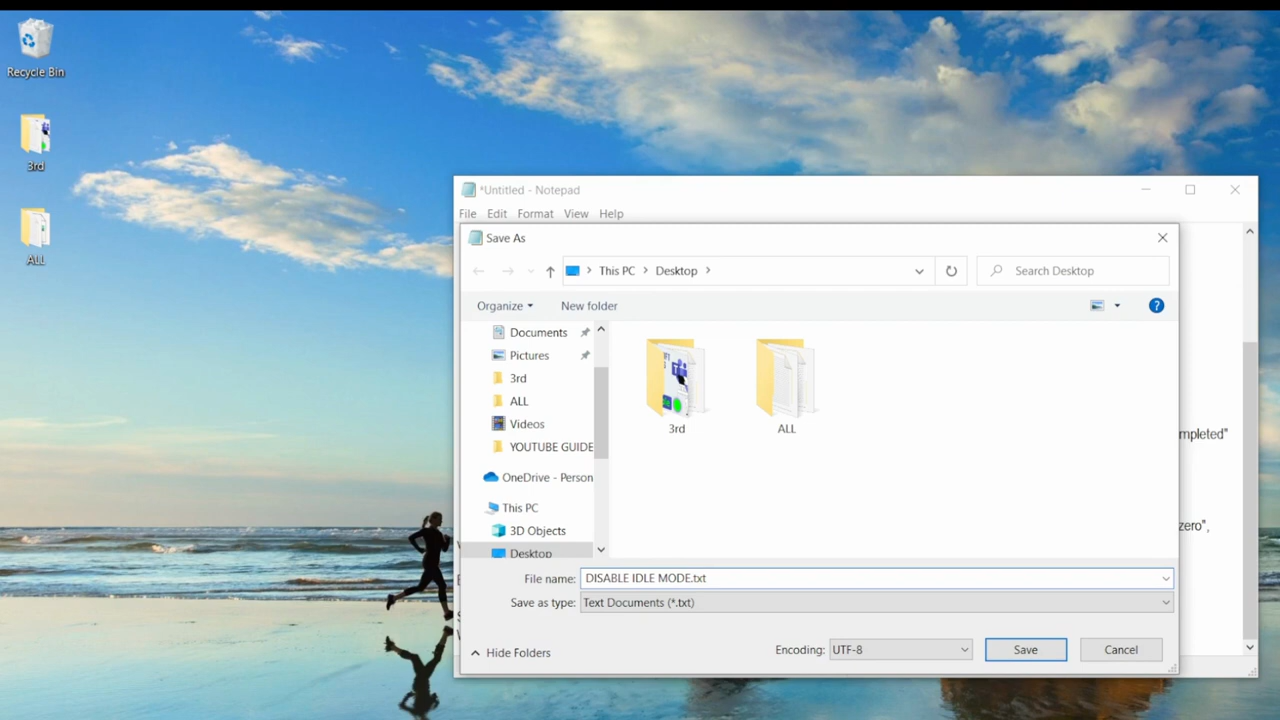 Recycle Bin
3rd
ALL
*Untitled - Notepad
File Edit Format View Help
Save As
This PC Desktop
Search Desktop
Organize New folder
Documents
Pictures
3rd
ALL
Videos
YOUTUBE GUIDE
OneDrive - Person
This PC
3D Objects
Desktop
3rd
ALL
mpleted"
zero",
File name: DISABLE IDLE MODE.txt
Save as type: Text Documents (*.txt)
Hide Folders
Encoding: UTF-8
Save Cancel